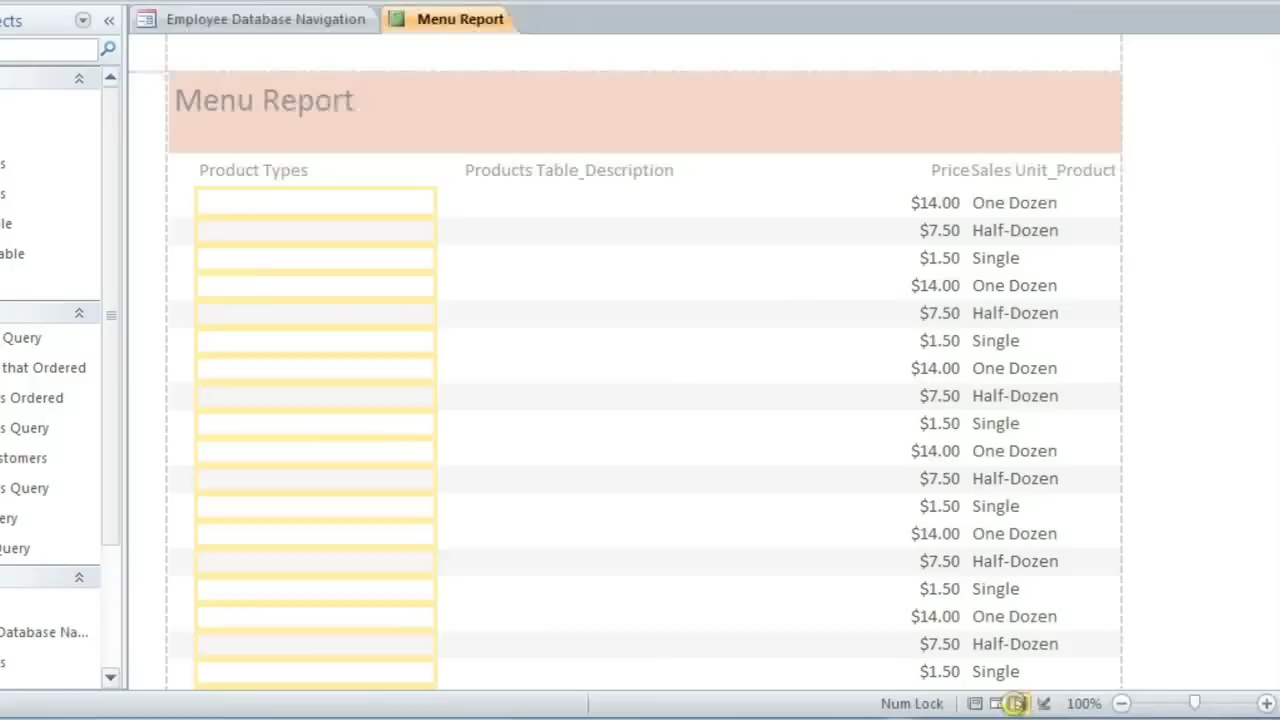 ects
Employee Database Navigation
Menu Report
Menu Report
Product Types Products Table_Description Price Sales Unit_Product
$14.00 One Dozen
$7.50 Half-Dozen
$1.50 Single
$14.00 One Dozen
$7.50 Half-Dozen
$1.50 Single
$14.00 One Dozen
$7.50 Half-Dozen
$1.50 Single
$14.00 One Dozen
$7.50 Half-Dozen
$1.50 Single
$14.00 One Dozen
$7.50 Half-Dozen
$1.50 Single
$14.00 One Dozen
$7.50 Half-Dozen
$1.50 Single
s
s
le
able
Query
that Ordered
s Ordered
s Query
stomers
s Query
ery
Query
Database Na...
s
Num Lock 100%